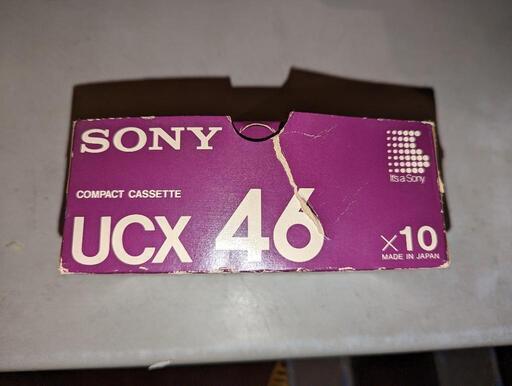 SONY
It's a Sony
COMPACT CASSETTE
UCX 46
×10
MADE IN JAPAN